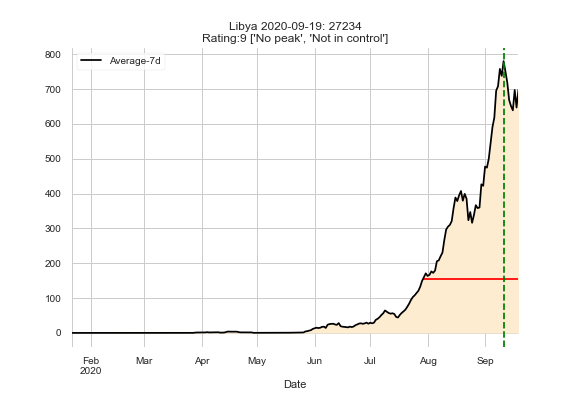 Libya 2020-09-19: 27234
Rating:9 ['No peak', 'Not in control']
Average-7d
800
700
600
500
400
300
200
100
0
Feb Mar Apr May Jun Jul Aug Sep
2020
Date